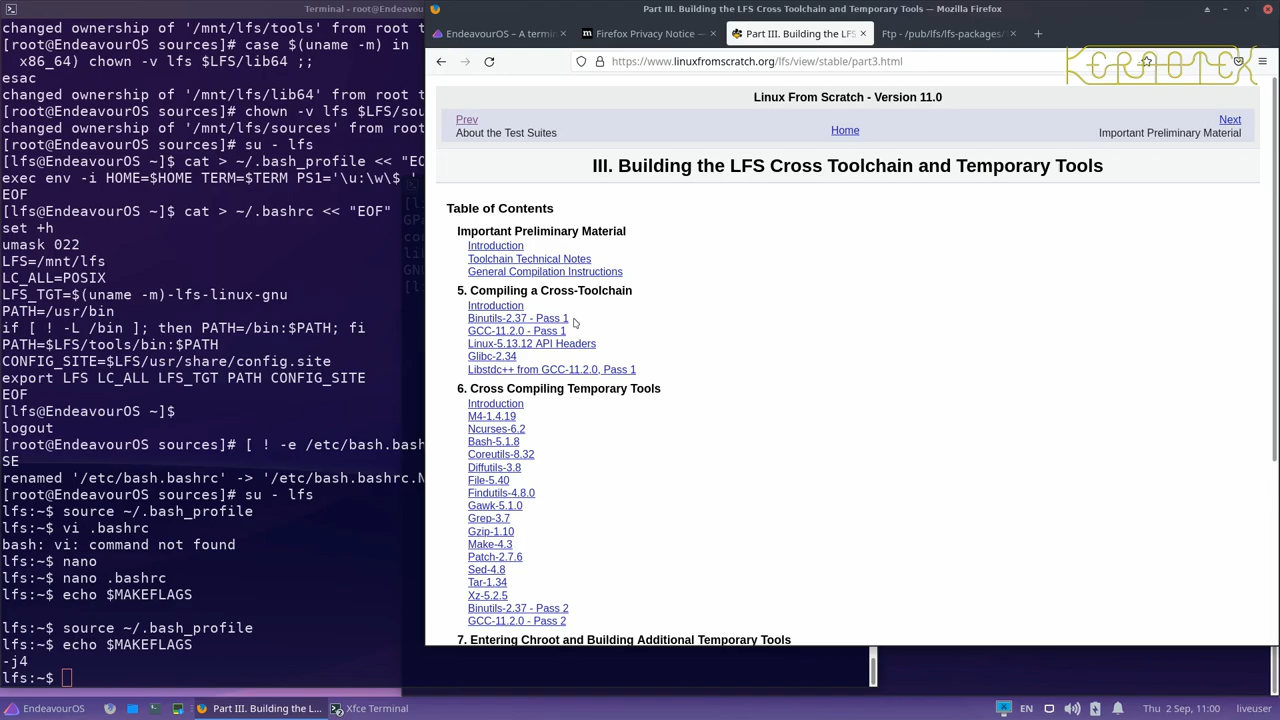 Terminal - root@Endeavour
changed ownership of '/mnt/lfs/tools' from root t
[root@EndeavourOS sources]# case $(uname -m) in
  x86_64) chown -v lfs $LFS/lib64 ;;
esac
changed ownership of '/mnt/lfs/lib64' from root t
[root@EndeavourOS sources]# chown -v lfs $LFS/sou
changed ownership of '/mnt/lfs/sources' from root
[root@EndeavourOS sources]# su - lfs
[lfs@EndeavourOS ~]$ cat > ~/.bash_profile << "EO
exec env -i HOME=$HOME TERM=$TERM PS1='\u:\w\$ '
EOF
[lfs@EndeavourOS ~]$ cat > ~/.bashrc << "EOF"
set +h
umask 022
LFS=/mnt/lfs
LC_ALL=POSIX
LFS_TGT=$(uname -m)-lfs-linux-gnu
PATH=/usr/bin
if [ ! -L /bin ]; then PATH=/bin:$PATH; fi
PATH=$LFS/tools/bin:$PATH
CONFIG_SITE=$LFS/usr/share/config.site
export LFS LC_ALL LFS_TGT PATH CONFIG_SITE
EOF
[lfs@EndeavourOS ~]$
logout
[root@EndeavourOS sources]# [ ! -e /etc/bash.bash
SE
renamed '/etc/bash.bashrc' -> '/etc/bash.bashrc.N
[root@EndeavourOS sources]# su - lfs
lfs:~$ source ~/.bash_profile
lfs:~$ vi .bashrc
bash: vi: command not found
lfs:~$ nano
lfs:~$ nano .bashrc
lfs:~$ echo $MAKEFLAGS
lfs:~$ source ~/.bash_profile
lfs:~$ echo $MAKEFLAGS
-j4
lfs:~$
Part III. Building the LFS Cross Toolchain and Temporary Tools — Mozilla Firefox
EndeavourOS – A termin
Firefox Privacy Notice —
Part III. Building the LFS
Ftp - /pub/lfs/lfs-packages/
https://www.linuxfromscratch.org/lfs/view/stable/part3.html
KERNOTEX
Linux From Scratch - Version 11.0
Prev
About the Test Suites
Home
Next
Important Preliminary Material
III. Building the LFS Cross Toolchain and Temporary Tools
Table of Contents
Important Preliminary Material
Introduction
Toolchain Technical Notes
General Compilation Instructions
5. Compiling a Cross-Toolchain
Introduction
Binutils-2.37 - Pass 1
GCC-11.2.0 - Pass 1
Linux-5.13.12 API Headers
Glibc-2.34
Libstdc++ from GCC-11.2.0, Pass 1
6. Cross Compiling Temporary Tools
Introduction
M4-1.4.19
Ncurses-6.2
Bash-5.1.8
Coreutils-8.32
Diffutils-3.8
File-5.40
Findutils-4.8.0
Gawk-5.1.0
Grep-3.7
Gzip-1.10
Make-4.3
Patch-2.7.6
Sed-4.8
Tar-1.34
Xz-5.2.5
Binutils-2.37 - Pass 2
GCC-11.2.0 - Pass 2
7. Entering Chroot and Building Additional Temporary Tools
EndeavourOS
Part III. Building the L...
Xfce Terminal
EN
Thu 2 Sep, 11:00
liveuser